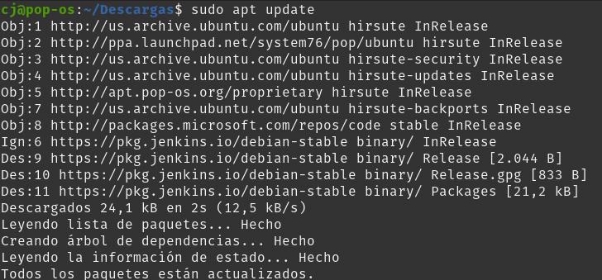 cj@pop-os:~/Descargas$ sudo apt update
Obj:1 http://us.archive.ubuntu.com/ubuntu hirsute InRelease
Obj:2 http://ppa.launchpad.net/system76/pop/ubuntu hirsute InRelease
Obj:3 http://us.archive.ubuntu.com/ubuntu hirsute-security InRelease
Obj:4 http://us.archive.ubuntu.com/ubuntu hirsute-updates InRelease
Obj:5 http://apt.pop-os.org/proprietary hirsute InRelease
Obj:7 http://us.archive.ubuntu.com/ubuntu hirsute-backports InRelease
Obj:8 http://packages.microsoft.com/repos/code stable InRelease
Ign:6 https://pkg.jenkins.io/debian-stable binary/ InRelease
Des:9 https://pkg.jenkins.io/debian-stable binary/ Release [2.044 B]
Des:10 https://pkg.jenkins.io/debian-stable binary/ Release.gpg [833 B]
Des:11 https://pkg.jenkins.io/debian-stable binary/ Packages [21,2 kB]
Descargados 24,1 kB en 2s (12,5 kB/s)
Leyendo lista de paquetes... Hecho
Creando árbol de dependencias... Hecho
Leyendo la información de estado... Hecho
Todos los paquetes están actualizados.